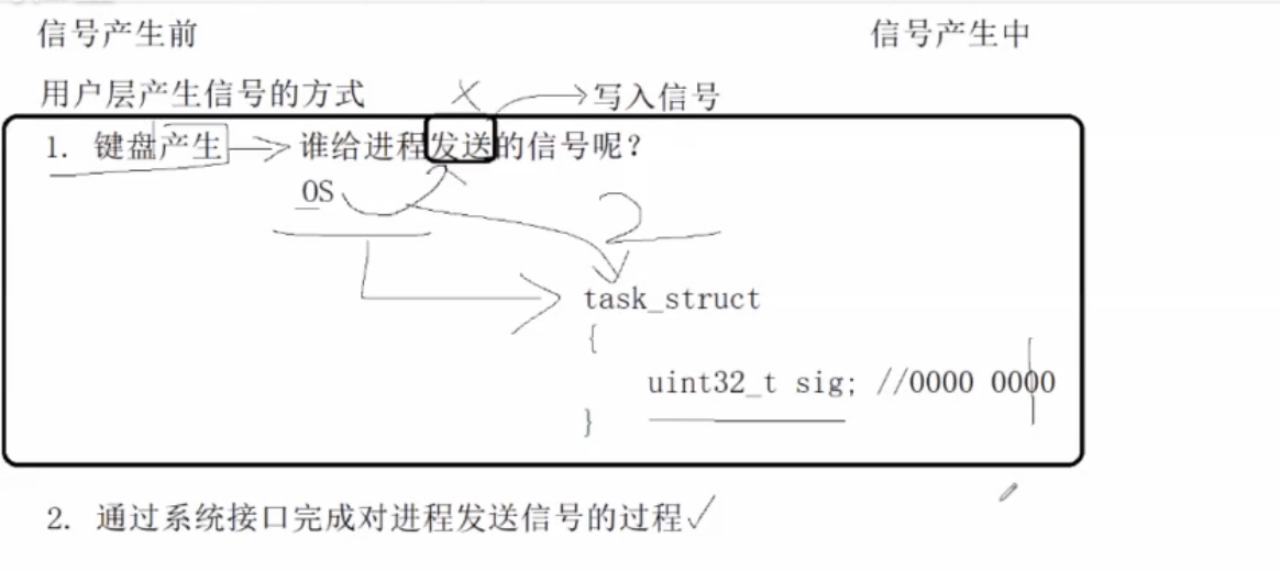 信号产生前 信号产生中
用户层产生信号的方式 × 写入信号
1. 键盘产生 谁给进程发送的信号呢?
OS
2
task_struct
{
uint32_t sig; //0000 0000
}
2. 通过系统接口完成对进程发送信号的过程✓